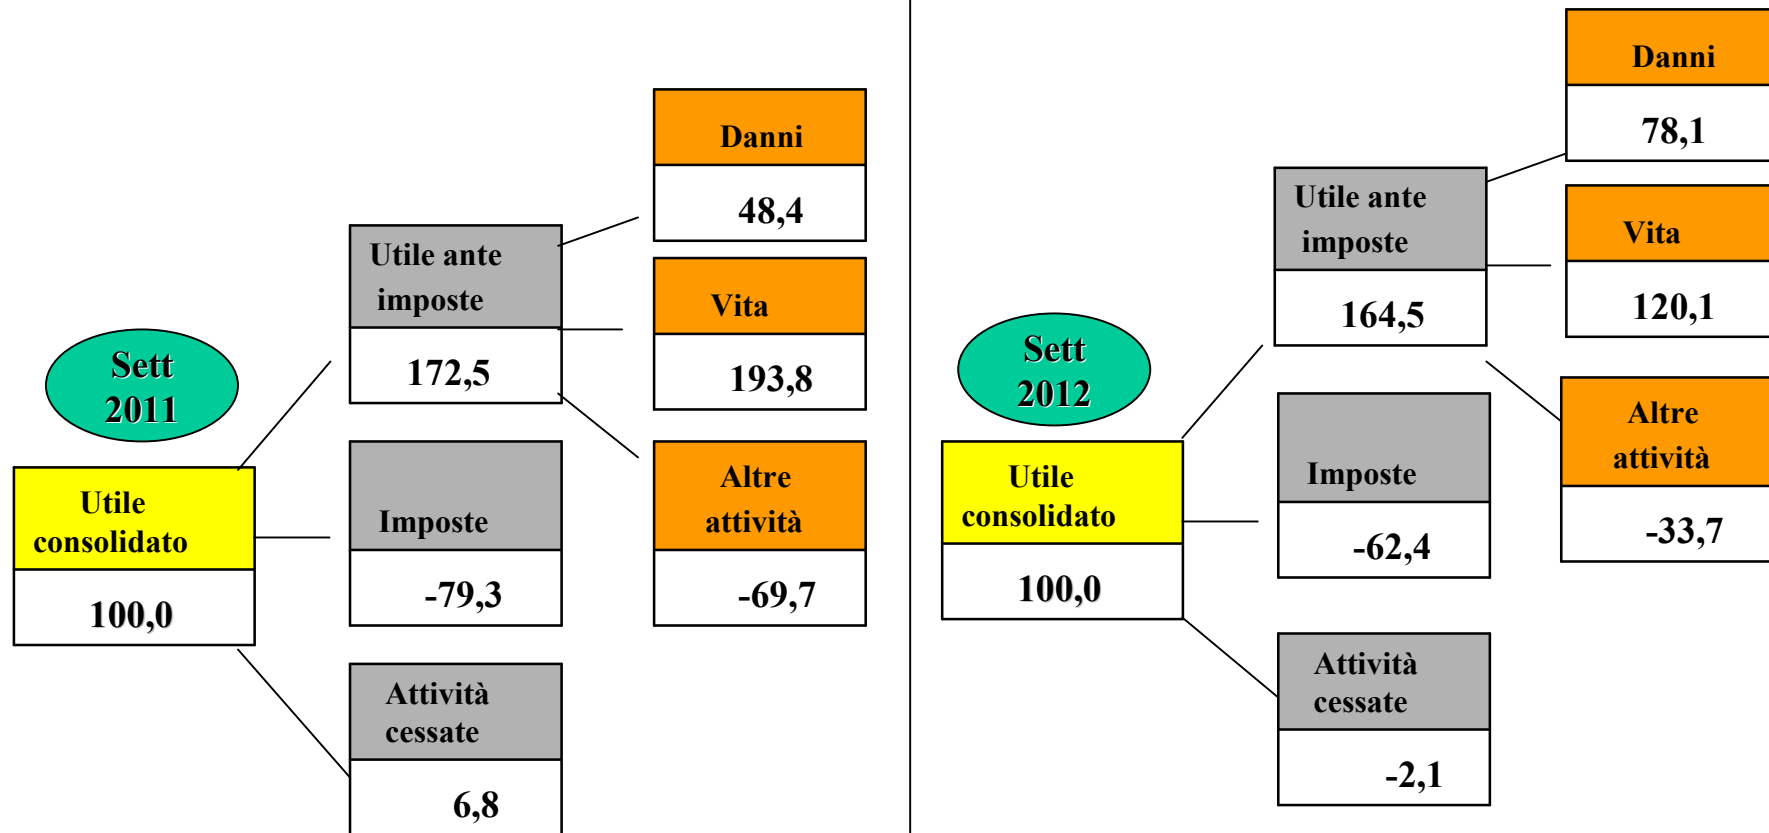 Sett
2011
Utile
consolidato
100,0
Utile ante
imposte
172,5
Imposte
-79,3
Attività
cessate
6,8
Danni
48,4
Vita
193,8
Altre
attività
-69,7
Sett
2012
Utile
consolidato
100,0
Utile ante
imposte
164,5
Imposte
-62,4
Attività
cessate
-2,1
Danni
78,1
Vita
120,1
Altre
attività
-33,7